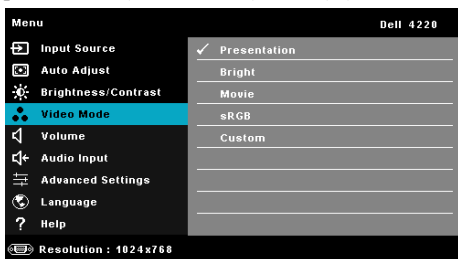 Menu Dell 4220
Input Source
Auto Adjust
Brightness/Contrast
Video Mode
Volume
Audio Input
Advanced Settings
Language
? Help
Resolution : 1024x768
Presentation
Bright
Movie
sRGB
Custom